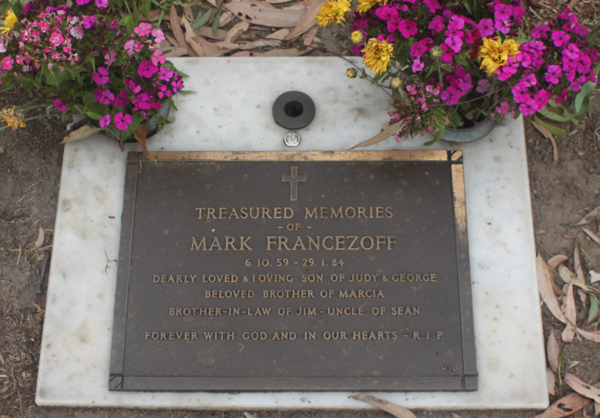 TREASURED MEMORIES
- OF -
MARK FRANCEZOFF
6. 10. 59 - 29. 1. 84
DEARLY LOVED & LOVING SON OF JUDY & GEORGE
BELOVED BROTHER OF MARCIA
BROTHER-IN-LAW OF JIM - UNCLE OF SEAN
FOREVER WITH GOD AND IN OUR HEARTS - R.I.P.